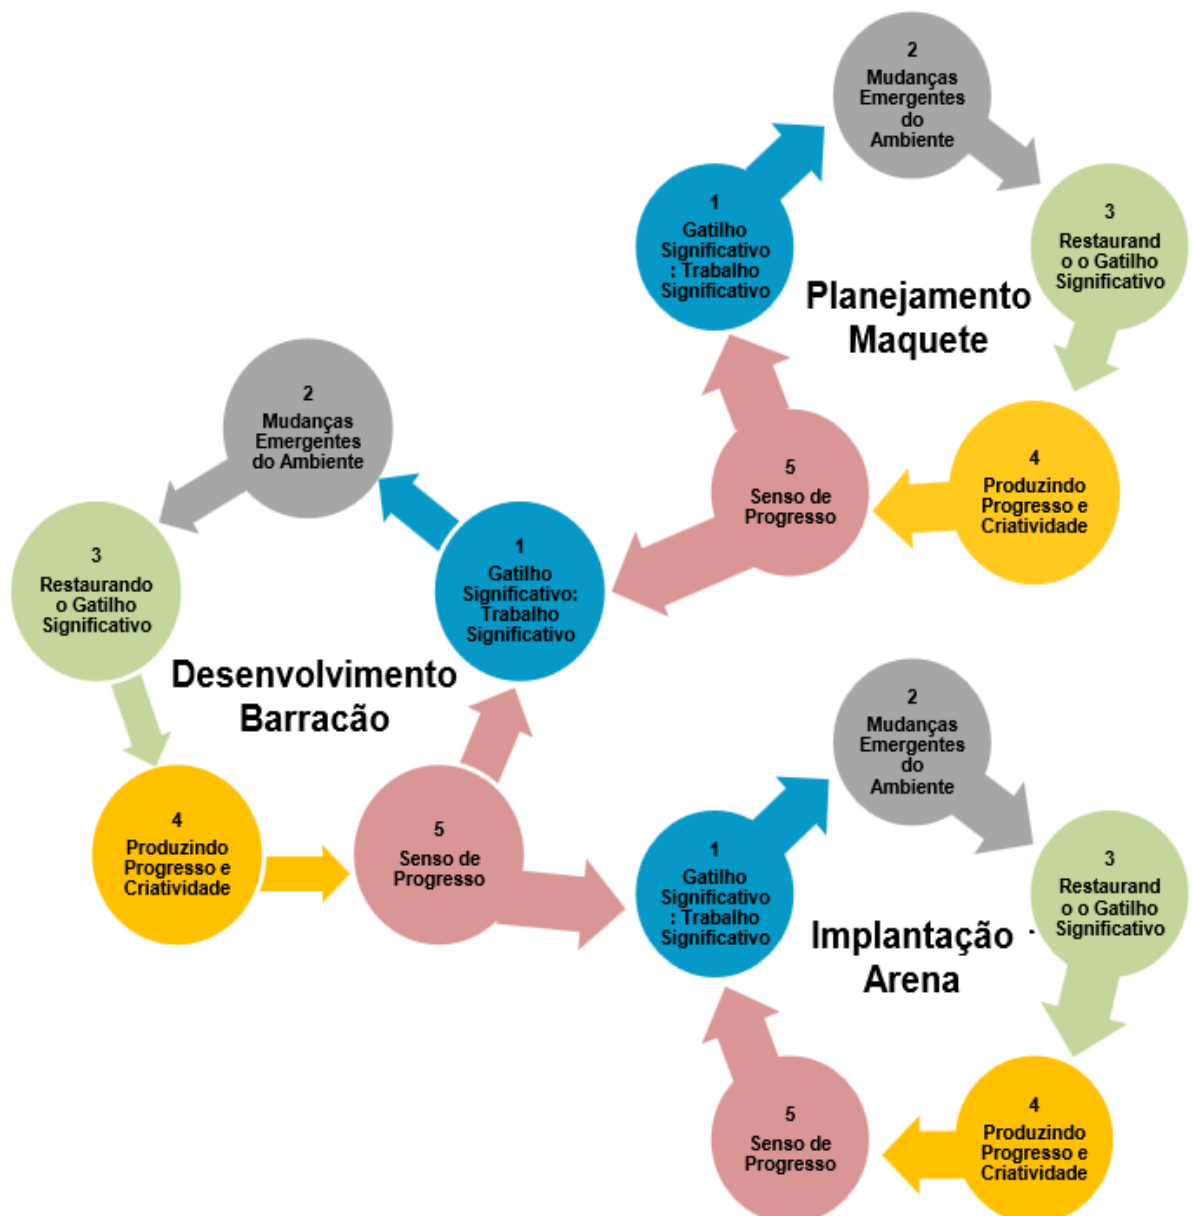 2
Mudanças
Emergentes
do
Ambiente
1
Gatilho
Significativo
: Trabalho
Significativo
3
Restaurand
o o Gatilho
Significativo
Planejamento
Maquete
4
Produzindo
Progresso e
Criatividade
5
Senso de
Progresso
2
Mudanças
Emergentes
do Ambiente
1
Gatilho
Significativo:
Trabalho
Significativo
3
Restaurando
o Gatilho
Significativo
Desenvolvimento
Barracão
4
Produzindo
Progresso e
Criatividade
5
Senso de
Progresso
2
Mudanças
Emergentes
do
Ambiente
1
Gatilho
Significativo
: Trabalho
Significativo
3
Restaurand
o o Gatilho
Significativo
Implantação .
Arena
4
Produzindo
Progresso e
Criatividade
5
Senso de
Progresso